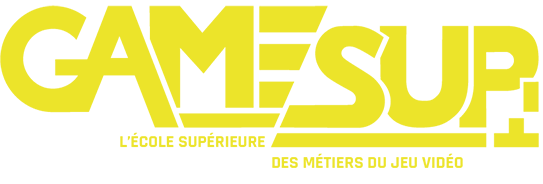 GAMESUP
L'ÉCOLE SUPÉRIEURE
DES MÉTIERS DU JEU VIDÉO